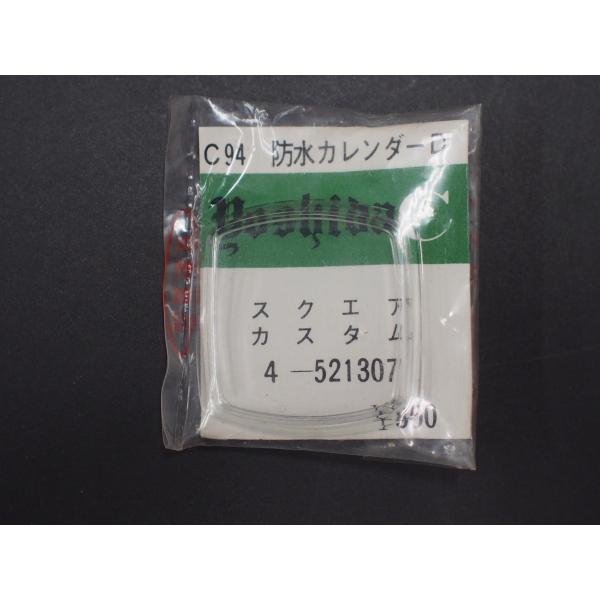 C94 防水カレンダーD
Yoshida C
スクエア
カスタム
4-521307